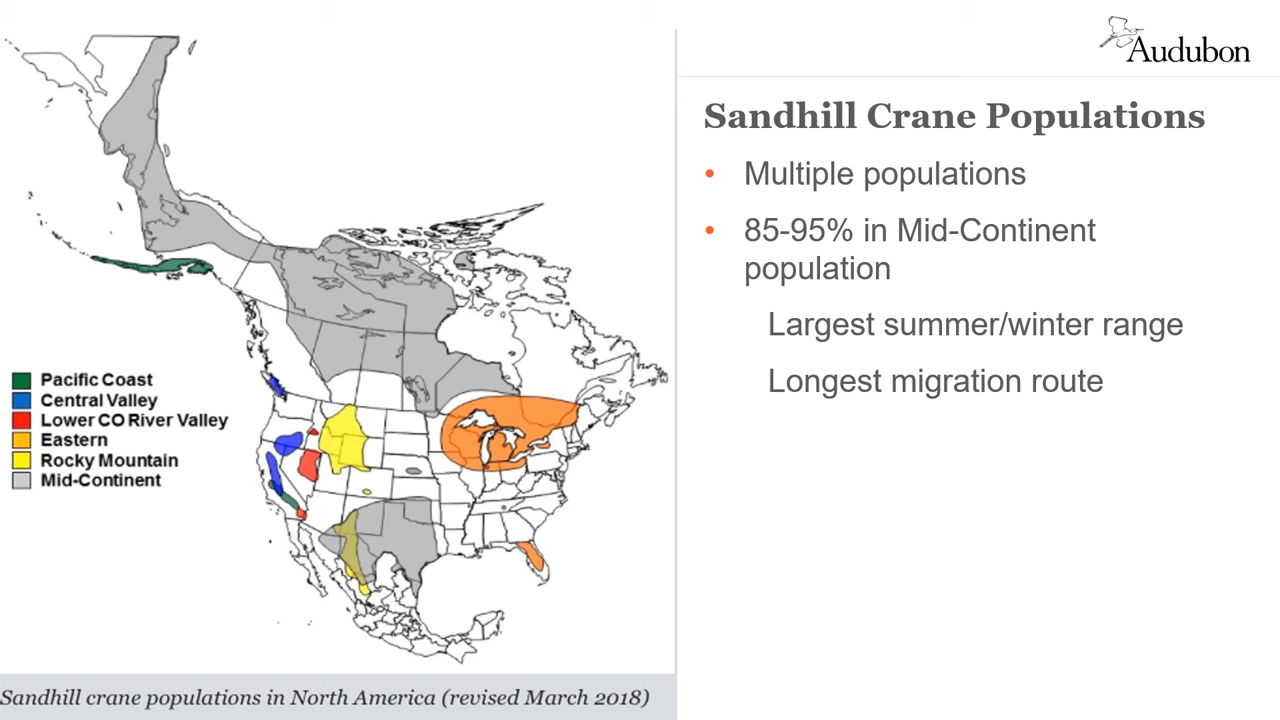 Audubon
Sandhill Crane Populations
• Multiple populations
• 85-95% in Mid-Continent
population
Largest summer/winter range
Longest migration route
Pacific Coast
Central Valley
Lower CO River Valley
Eastern
Rocky Mountain
Mid-Continent
Sandhill crane populations in North America (revised March 2018)